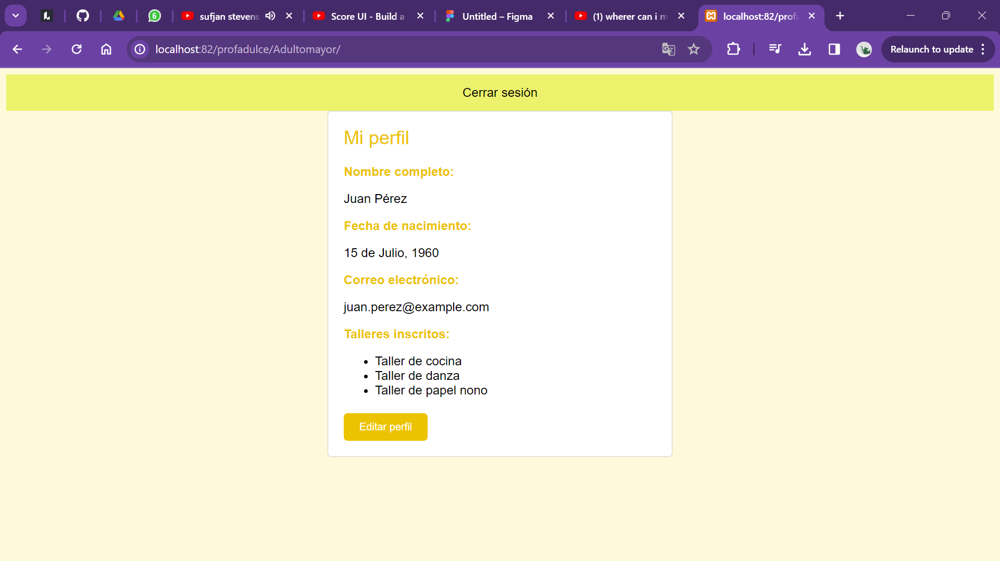 sufjan stevens
Score UI - Build a
Untitled – Figma
(1) wherer can i m
localhost:82/profa
localhost:82/profadulce/Adultomayor/
Relaunch to update
Cerrar sesión
Mi perfil
Nombre completo:
Juan Pérez
Fecha de nacimiento:
15 de Julio, 1960
Correo electrónico:
juan.perez@example.com
Talleres inscritos:
• Taller de cocina
• Taller de danza
• Taller de papel nono
Editar perfil